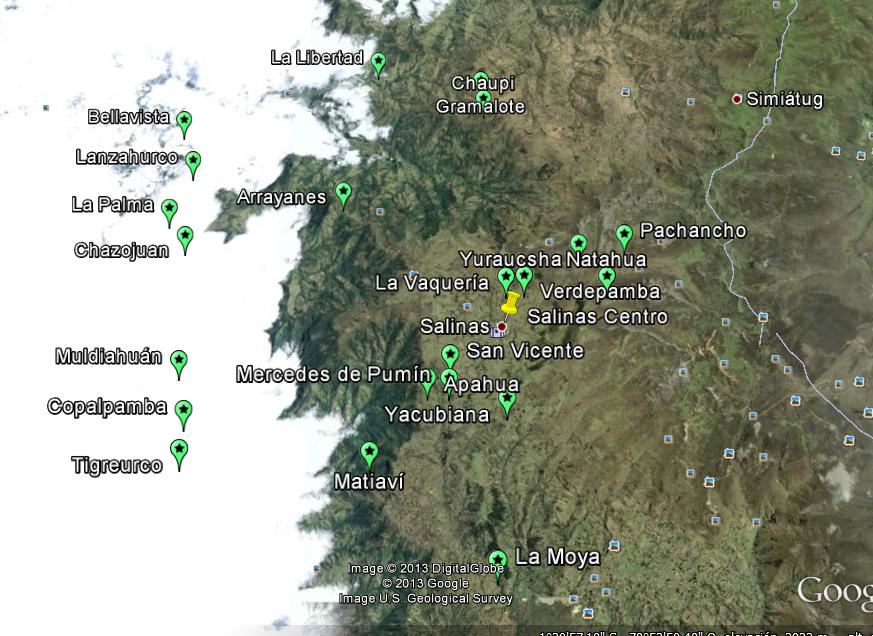 La Libertad
Chaupi
Gramalote
Simiátug
Bellavista
Lanzahurco
La Palma
Arrayanes
Chazojuan
Pachancho
Yuraucsha Natahua
La Vaquería
Verdepamba
Salinas Centro
Salinas
San Vicente
Muldiahuán
Mercedes de Pumín
Apahua
Copalpamba
Yacubiana
Tigreurco
Matiaví
La Moya
Image © 2013 DigitalGlobe
© 2013 Google
Image U.S. Geological Survey
Goog